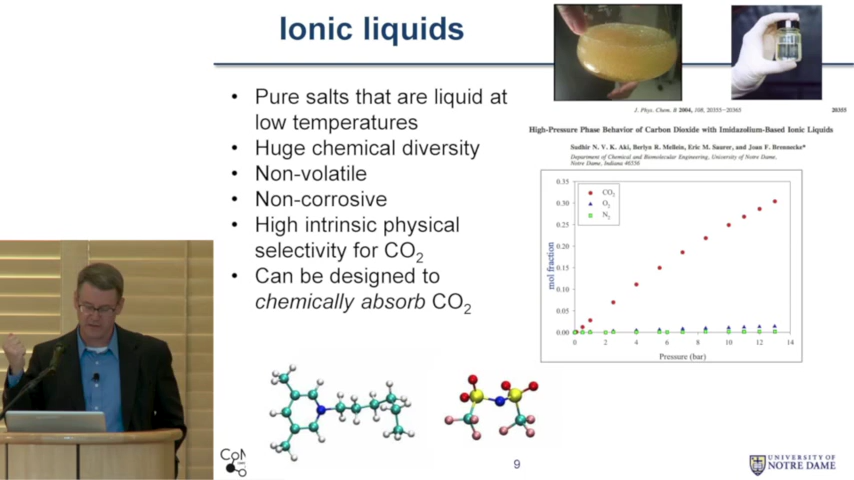 Ionic liquids
• Pure salts that are liquid at
low temperatures
• Huge chemical diversity
• Non-volatile
• Non-corrosive
• High intrinsic physical
selectivity for CO2
• Can be designed to
chemically absorb CO2
J. Phys. Chem. B 2004, 108, 20355-20365
20355
High-Pressure Phase Behavior of Carbon Dioxide with Imidazolium-Based Ionic Liquids
Sudhir N. V. K. Aki, Berlyn R. Mellein, Eric M. Saurer, and Joan F. Brennecke*
Department of Chemical and Biomolecular Engineering, University of Notre Dame,
Notre Dame, Indiana 46556
0.35
0.30
0.25
0.20
0.15
0.10
0.05
0.00
mol fraction
CO2
O2
N2
0 2 4 6 8 10 12 14
Pressure (bar)
9
UNIVERSITY OF
NOTRE DAME